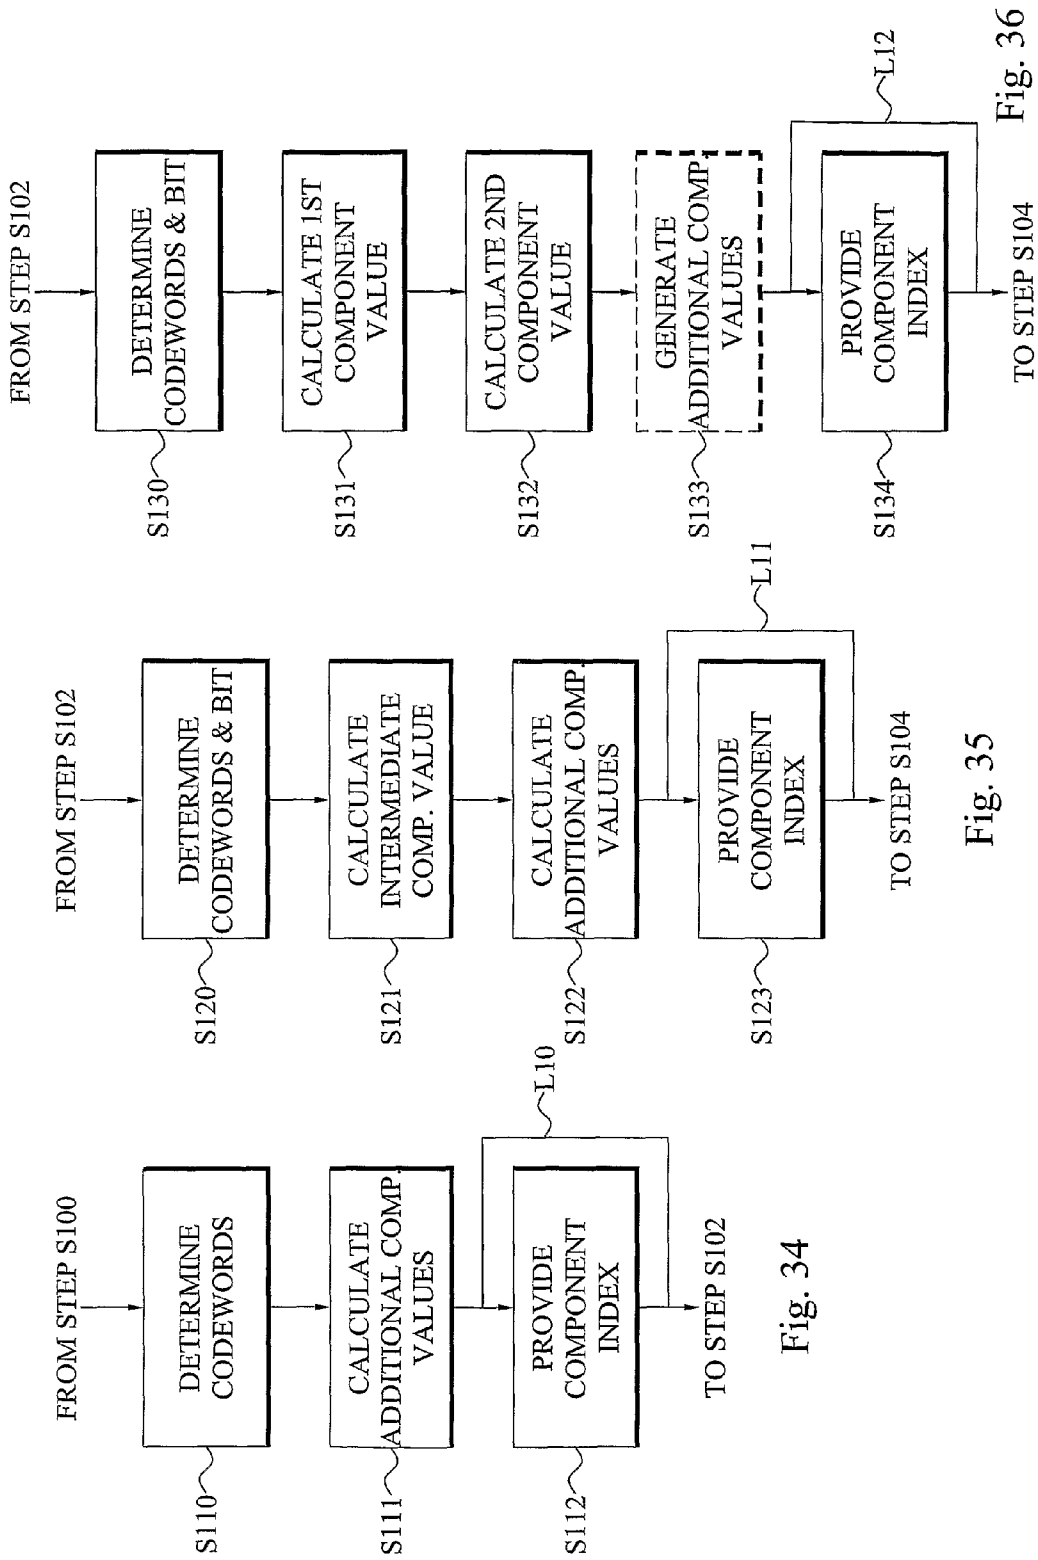 FROM STEP S100
S110
DETERMINE
CODEWORDS
S111
CALCULATE
ADDITIONAL COMP.
VALUES
L10
S112
PROVIDE
COMPONENT
INDEX
TO STEP S102
Fig. 34
FROM STEP S102
S120
DETERMINE
CODEWORDS & BIT
S121
CALCULATE
INTERMEDIATE
COMP. VALUE
S122
CALCULATE
ADDITIONAL COMP.
VALUES
L11
S123
PROVIDE
COMPONENT
INDEX
TO STEP S104
Fig. 35
FROM STEP S102
S130
DETERMINE
CODEWORDS & BIT
S131
CALCULATE 1ST
COMPONENT
VALUE
S132
CALCULATE 2ND
COMPONENT
VALUE
S133
GENERATE
ADDITIONAL COMP.
VALUES
L12
S134
PROVIDE
COMPONENT
INDEX
TO STEP S104
Fig. 36